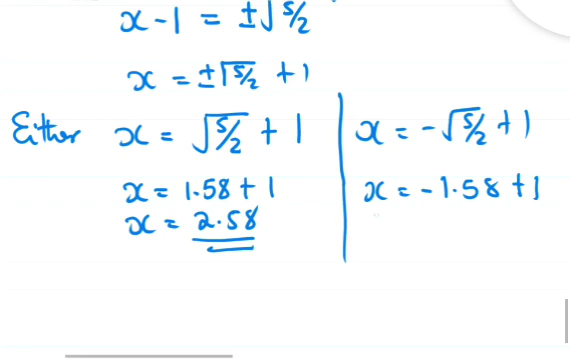 x - 1 = ±√5/2
x = ±√5/2 + 1
Either x = √5/2 + 1
x = 1.58 + 1
x = 2.58
x = -√5/2 + 1
x = -1.58 + 1